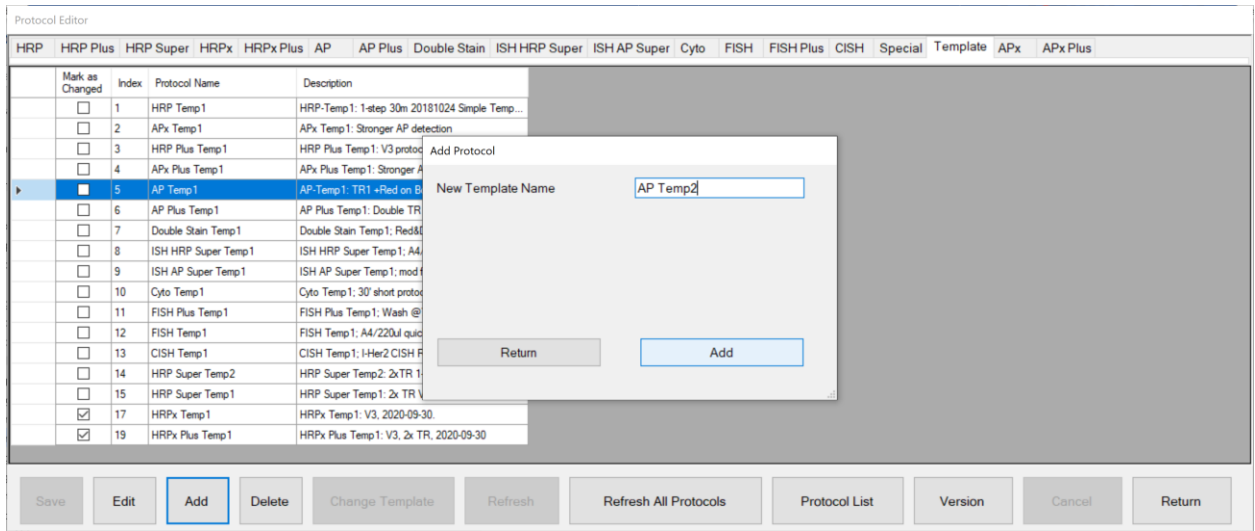 Protocol Editor
HRP HRP Plus HRP Super HRPx HRPx Plus AP AP Plus Double Stain ISH HRP Super ISH AP Super Cyto FISH FISH Plus CISH Special Template APx APx Plus
Mark as Changed Index Protocol Name Description
1 HRP Temp1 HRP-Temp1: 1-step 30m 20181024 Simple Temp...
2 APx Temp1 APx Temp1: Stronger AP detection
3 HRP Plus Temp1 HRP Plus Temp1: V3 protoc
4 APx Plus Temp1 APx Plus Temp1: Stronger A
5 AP Temp1 AP-Temp1: TR1 +Red on B
6 AP Plus Temp1 AP Plus Temp1: Double TR
7 Double Stain Temp1 Double Stain Temp1; Red&
8 ISH HRP Super Temp1 ISH HRP Super Temp1; A4/
9 ISH AP Super Temp1 ISH AP Super Temp1; mod f
10 Cyto Temp1 Cyto Temp1; 30' short protoc
11 FISH Plus Temp1 FISH Plus Temp1; Wash @
12 FISH Temp1 FISH Temp1; A4/220ul quic
13 CISH Temp1 CISH Temp1; I-Her2 CISH F
14 HRP Super Temp2 HRP Super Temp2: 2xTR 1-
15 HRP Super Temp1 HRP Super Temp1: 2x TR V
17 HRPx Temp1 HRPx Temp1: V3, 2020-09-30.
19 HRPx Plus Temp1 HRPx Plus Temp1: V3, 2x TR, 2020-09-30
Add Protocol
New Template Name AP Temp2
Return Add
Save Edit Add Delete Change Template Refresh Refresh All Protocols Protocol List Version Cancel Return